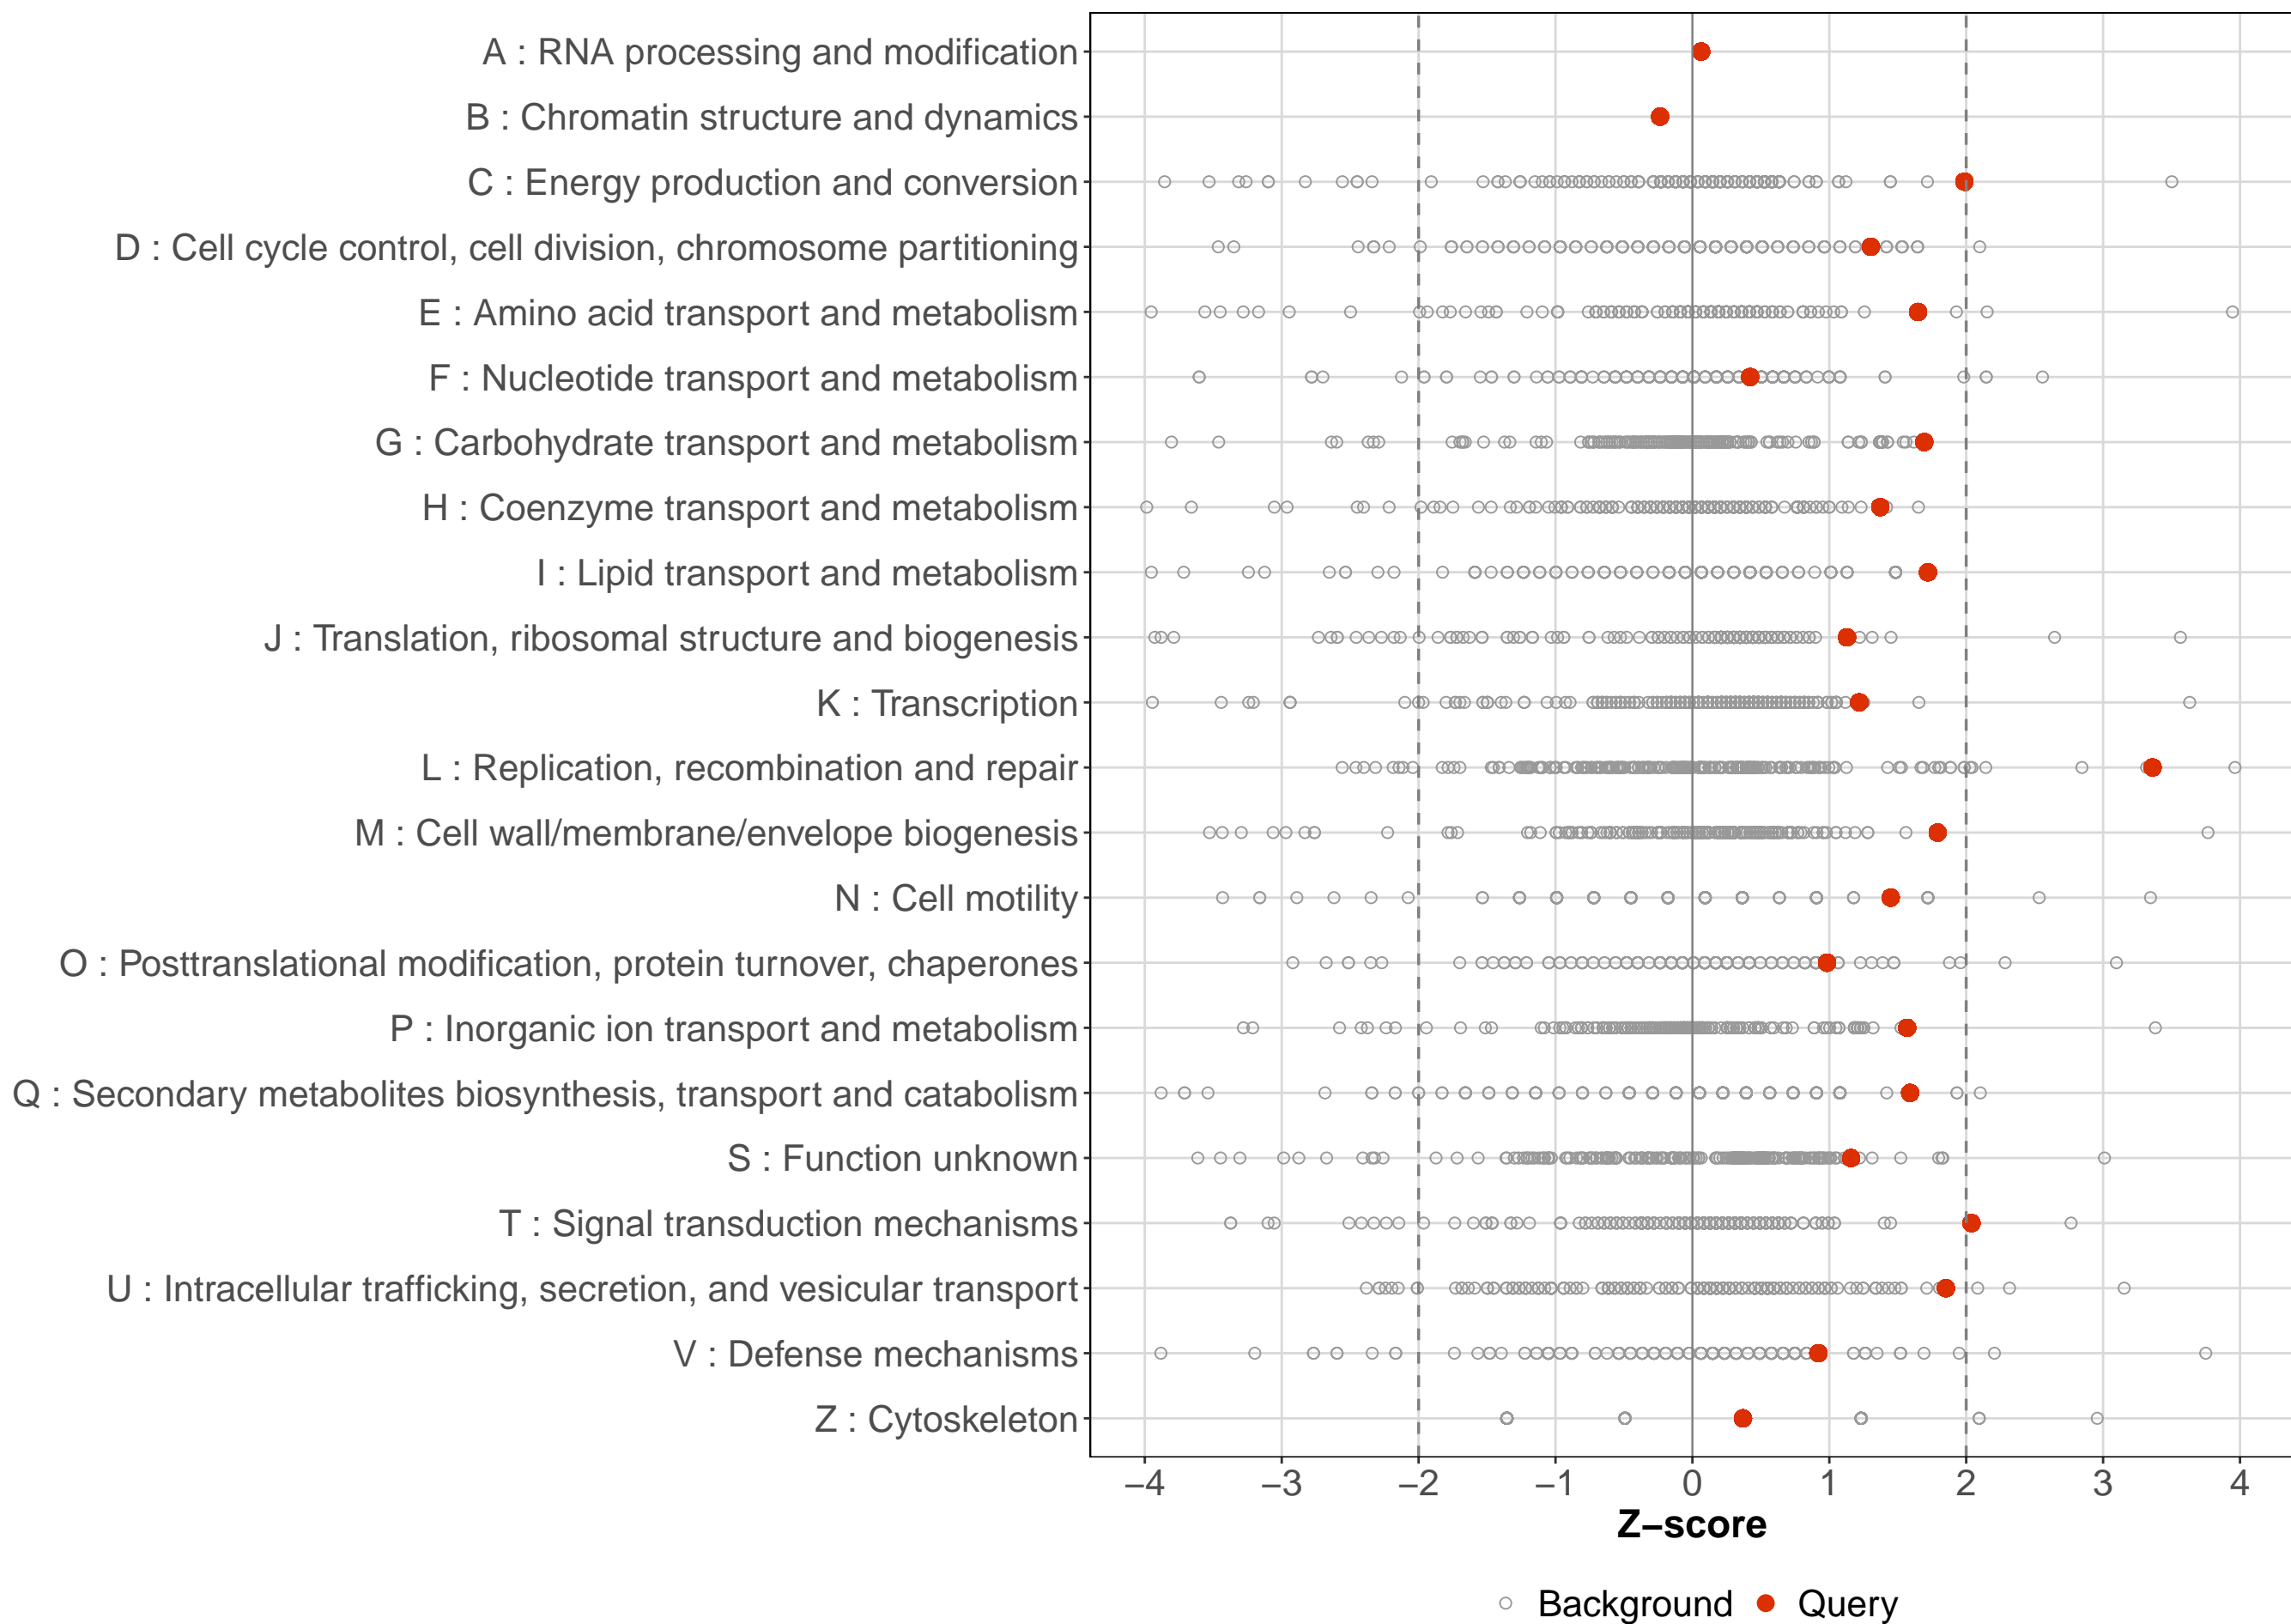 A : RNA processing and modification
B : Chromatin structure and dynamics
C : Energy production and conversion
D : Cell cycle control, cell division, chromosome partitioning
E : Amino acid transport and metabolism
F : Nucleotide transport and metabolism
G : Carbohydrate transport and metabolism
H : Coenzyme transport and metabolism
I : Lipid transport and metabolism
J : Translation, ribosomal structure and biogenesis
K : Transcription
L : Replication, recombination and repair
M : Cell wall/membrane/envelope biogenesis
N : Cell motility
O : Posttranslational modification, protein turnover, chaperones
P : Inorganic ion transport and metabolism
Q : Secondary metabolites biosynthesis, transport and catabolism
S : Function unknown
T : Signal transduction mechanisms
U : Intracellular trafficking, secretion, and vesicular transport
V : Defense mechanisms
Z : Cytoskeleton
−4 −3 −2 −1 0 1 2 3 4
Z−score
Background Query